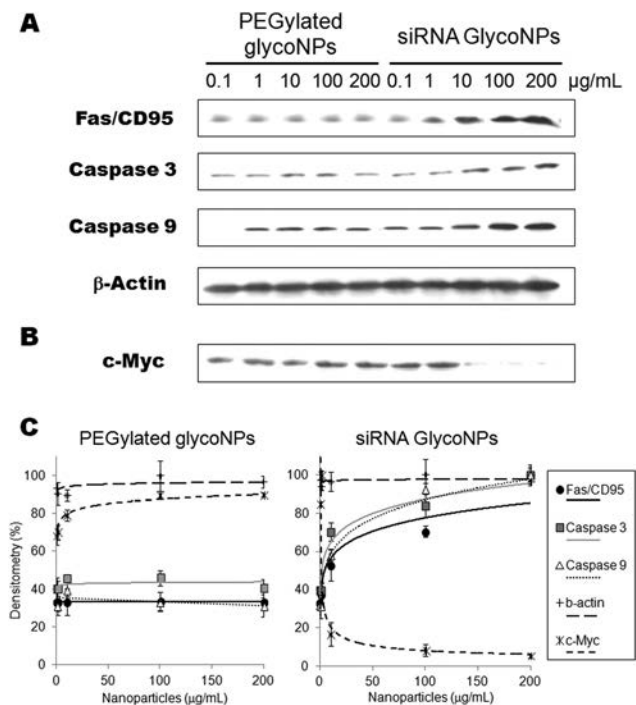 A
PEGylated glycoNPs
siRNA GlycoNPs
0.1 1 10 100 200 0.1 1 10 100 200 µg/mL
Fas/CD95
Caspase 3
Caspase 9
β-Actin
B
c-Myc
C
PEGylated glycoNPs
siRNA GlycoNPs
Densitometry (%)
100
80
60
40
20
0
0 50 100 150 200
Nanoparticles (µg/mL)
100
80
60
40
20
0
0 50 100 150 200
Nanoparticles (µg/mL)
Fas/CD95
Caspase 3
Caspase 9
b-actin
c-Myc